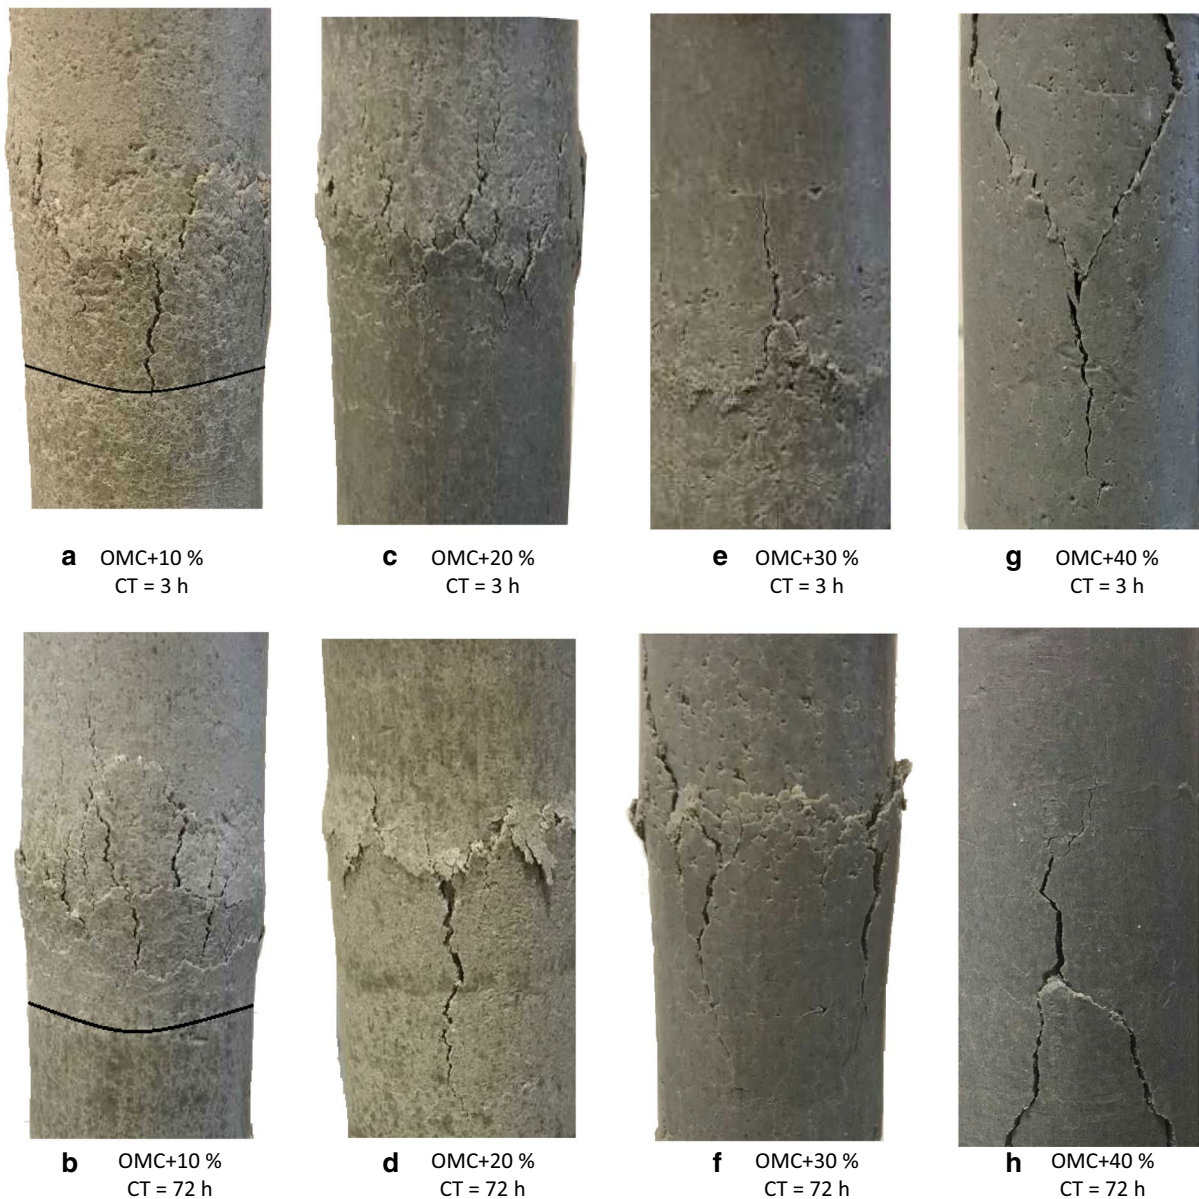 a OMC+10 %
CT = 3 h
c OMC+20 %
CT = 3 h
e OMC+30 %
CT = 3 h
g OMC+40 %
CT = 3 h
b OMC+10 %
CT = 72 h
d OMC+20 %
CT = 72 h
f OMC+30 %
CT = 72 h
h OMC+40 %
CT = 72 h